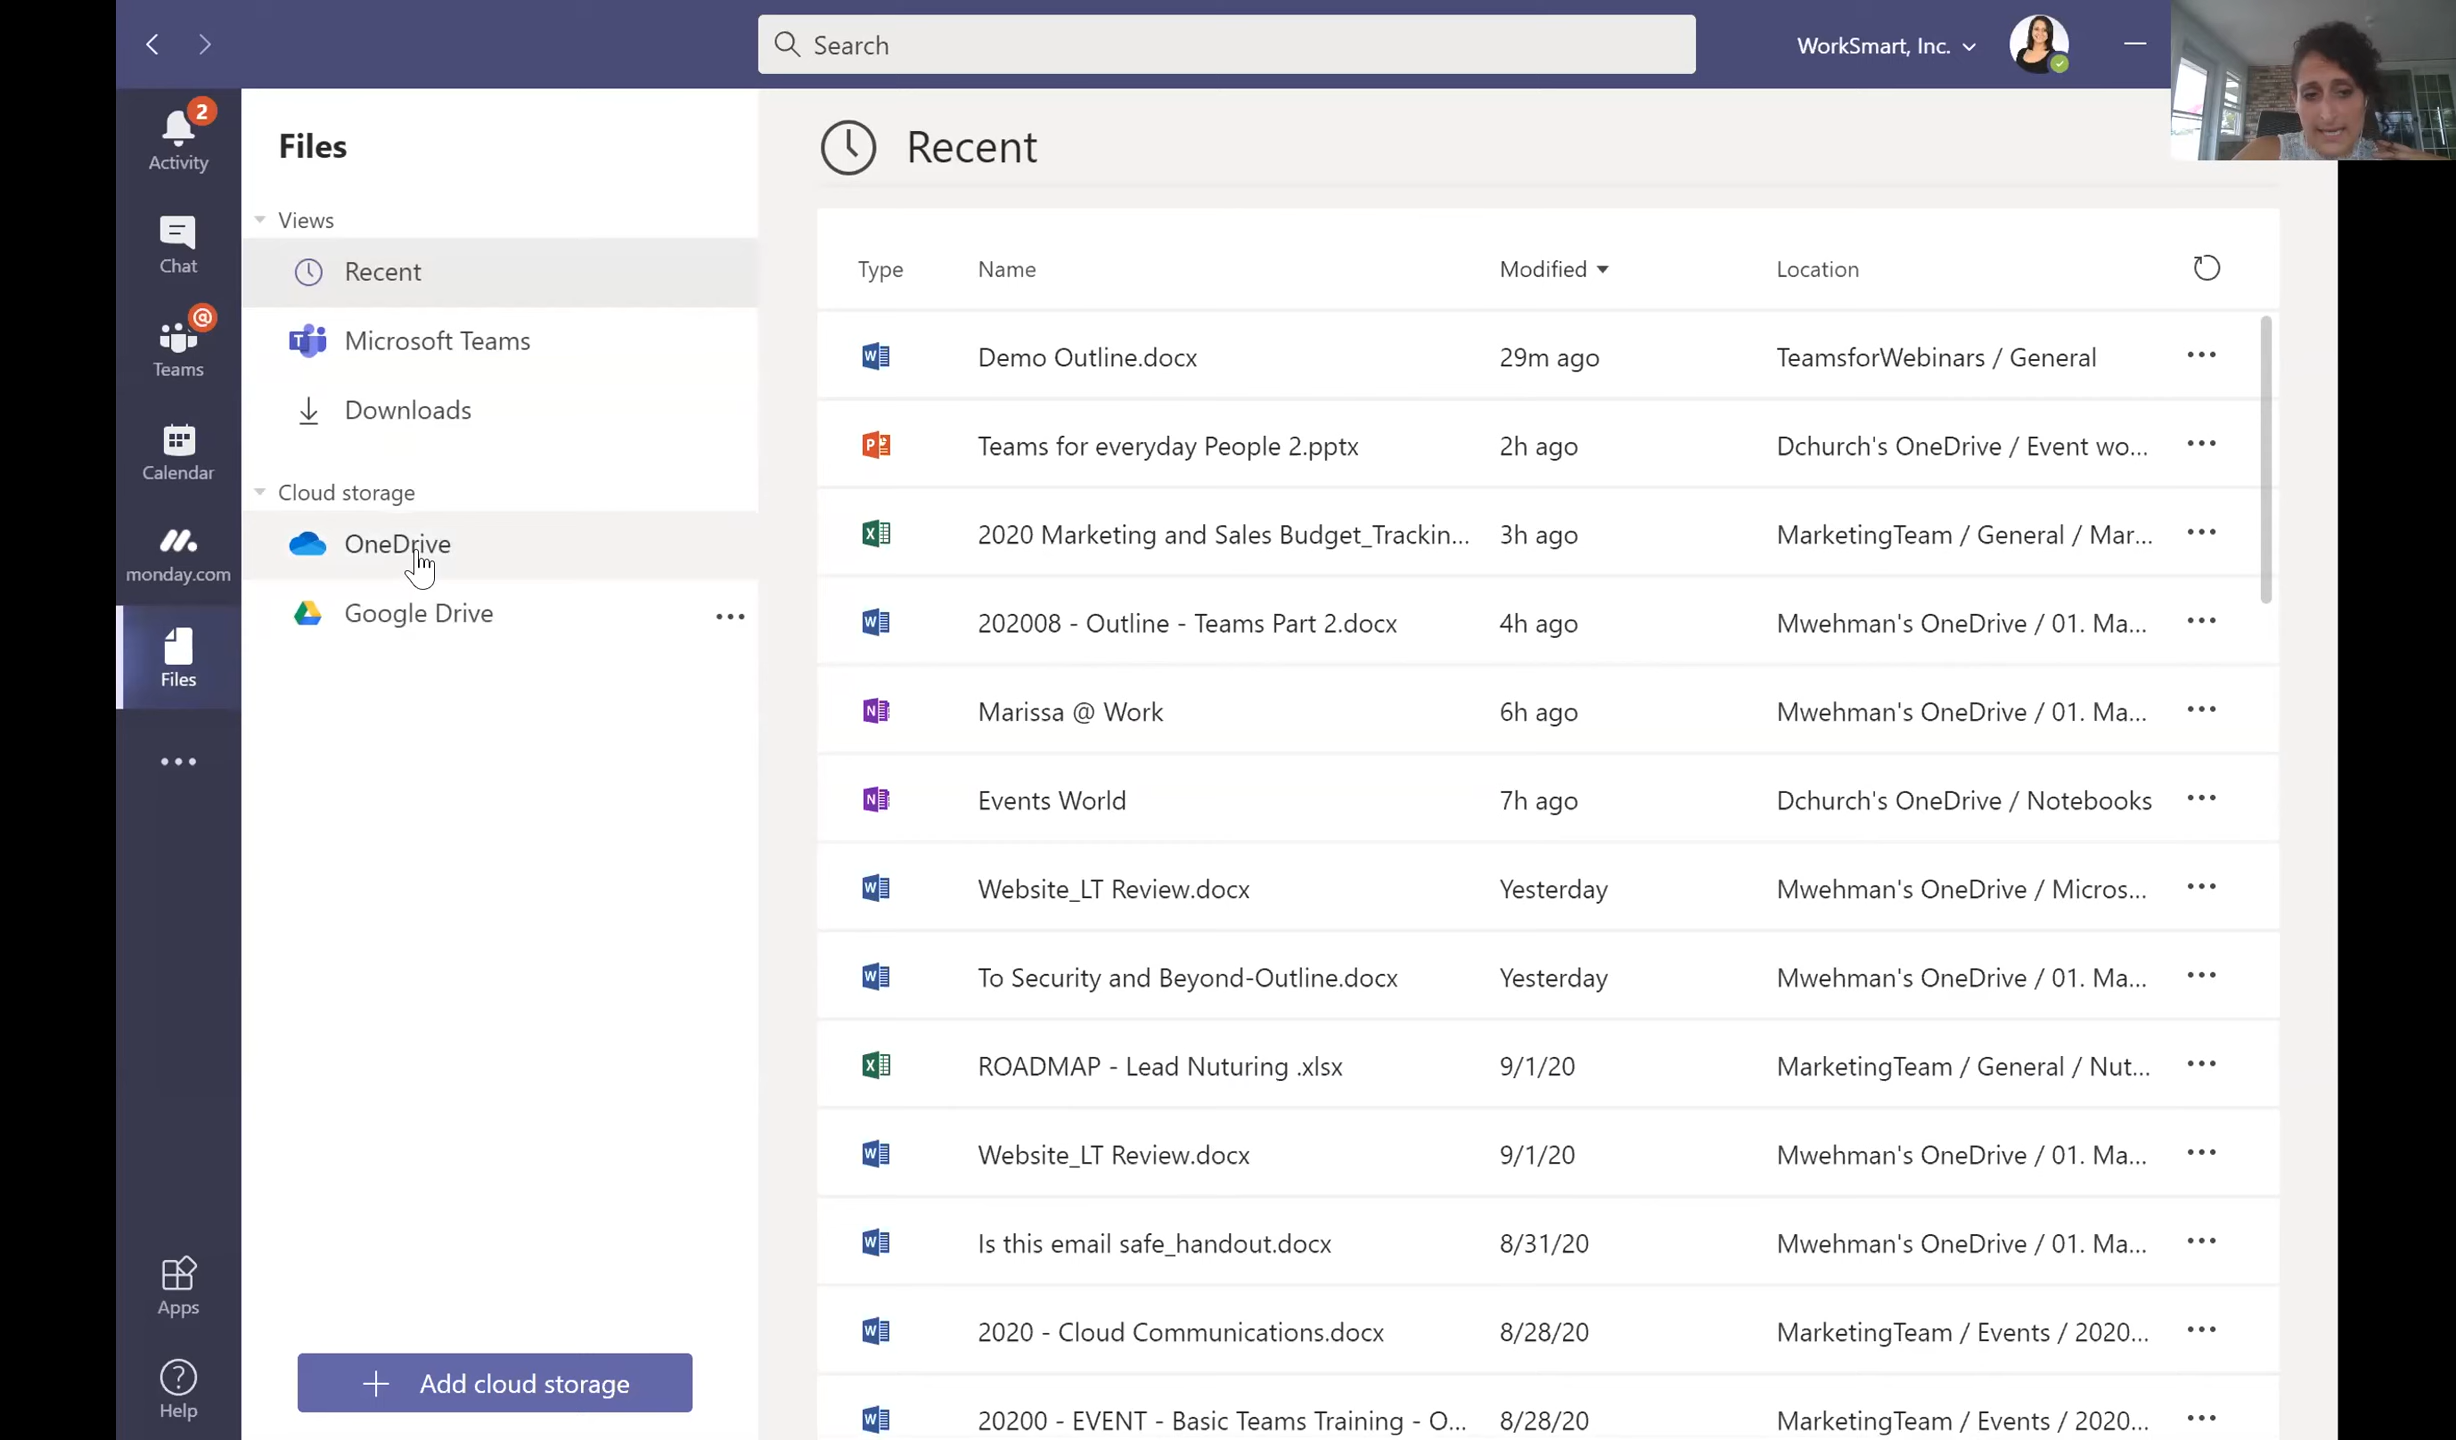 Search
WorkSmart, Inc.
2
Activity
Chat
@
Teams
Calendar
monday.com
Files
Apps
Help
Files
Views
Recent
Microsoft Teams
Downloads
Cloud storage
OneDrive
Google Drive
Add cloud storage
Recent
Type Name Modified Location
Demo Outline.docx 29m ago TeamsforWebinars / General
Teams for everyday People 2.pptx 2h ago Dchurch's OneDrive / Event wo...
2020 Marketing and Sales Budget_Trackin... 3h ago MarketingTeam / General / Mar...
202008 - Outline - Teams Part 2.docx 4h ago Mwehman's OneDrive / 01. Ma...
Marissa @ Work 6h ago Mwehman's OneDrive / 01. Ma...
Events World 7h ago Dchurch's OneDrive / Notebooks
Website_LT Review.docx Yesterday Mwehman's OneDrive / Micros...
To Security and Beyond-Outline.docx Yesterday Mwehman's OneDrive / 01. Ma...
ROADMAP - Lead Nuturing .xlsx 9/1/20 MarketingTeam / General / Nut...
Website_LT Review.docx 9/1/20 Mwehman's OneDrive / 01. Ma...
Is this email safe_handout.docx 8/31/20 Mwehman's OneDrive / 01. Ma...
2020 - Cloud Communications.docx 8/28/20 MarketingTeam / Events / 2020...
20200 - EVENT - Basic Teams Training - O... 8/28/20 MarketingTeam / Events / 2020...